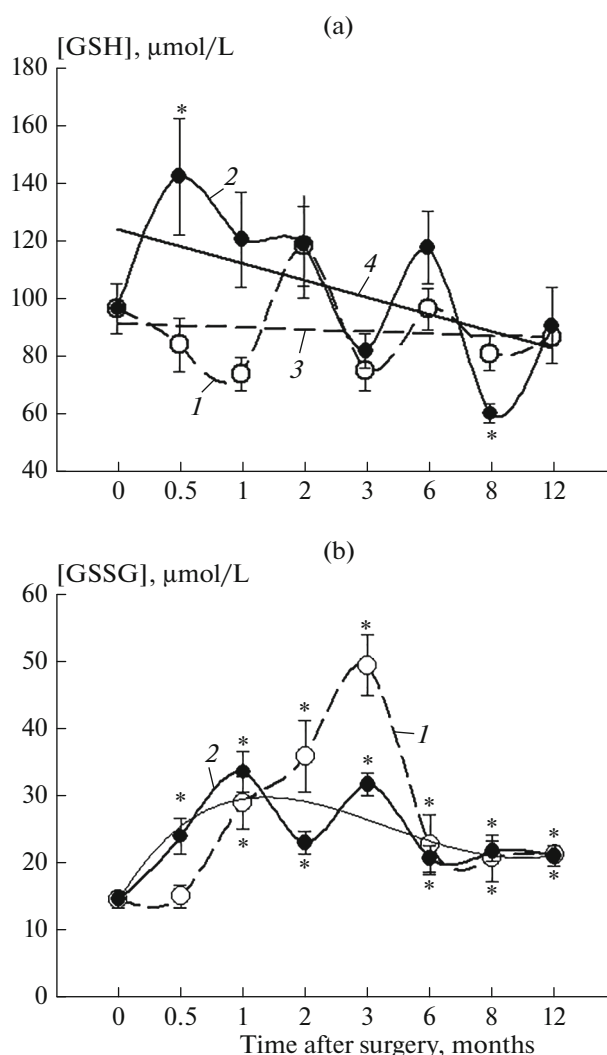 (a)
[GSH], μmol/L
180
*
160
140
2
120
4
100
80
3
1
60
*
40
0 0.5 1 2 3 6 8 12
(b)
[GSSG], μmol/L
60
*
50
*
1
40
* 2 *
*
30
* * *
20
* * * * *
10
0
0 0.5 1 2 3 6 8 12
Time after surgery, months